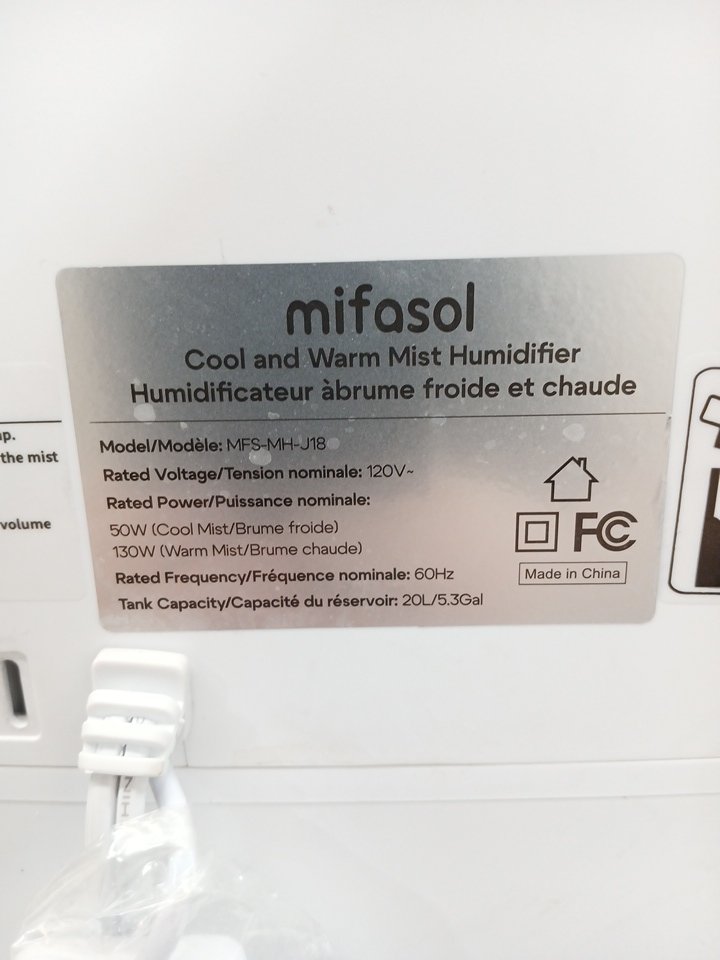 mifasol
Cool and Warm Mist Humidifier
Humidificateur àbrume froide et chaude
Model/Modèle: MFS-MH-J18
Rated Voltage/Tension nominale: 120V~
Rated Power/Puissance nominale:
50W (Cool Mist/Brume froide)
130W (Warm Mist/Brume chaude)
Rated Frequency/Fréquence nominale: 60Hz
Tank Capacity/Capacité du réservoir: 20L/5.3Gal
FC
Made in China
the mist
volume